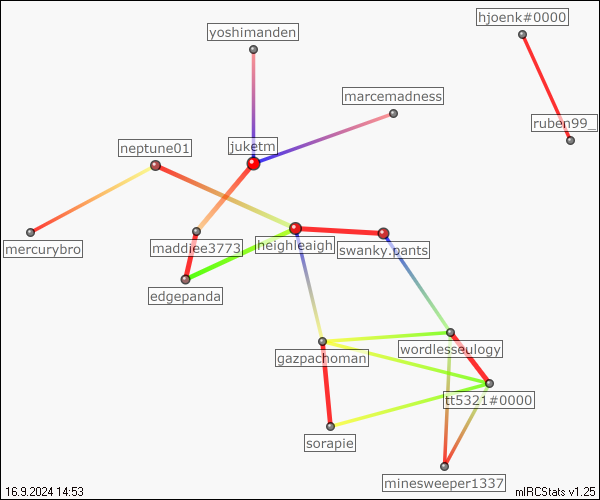 hjoenk#0000
yoshimanden
marcemadness
ruben99_
neptune01
juketm
mercurybro
maddiee3773
heighleaigh
swanky.pants
edgepanda
gazpachoman
wordlesseulogy
tt5321#0000
sorapie
minesweeper1337
16.9.2024 14:53
mIRCStats v1.25